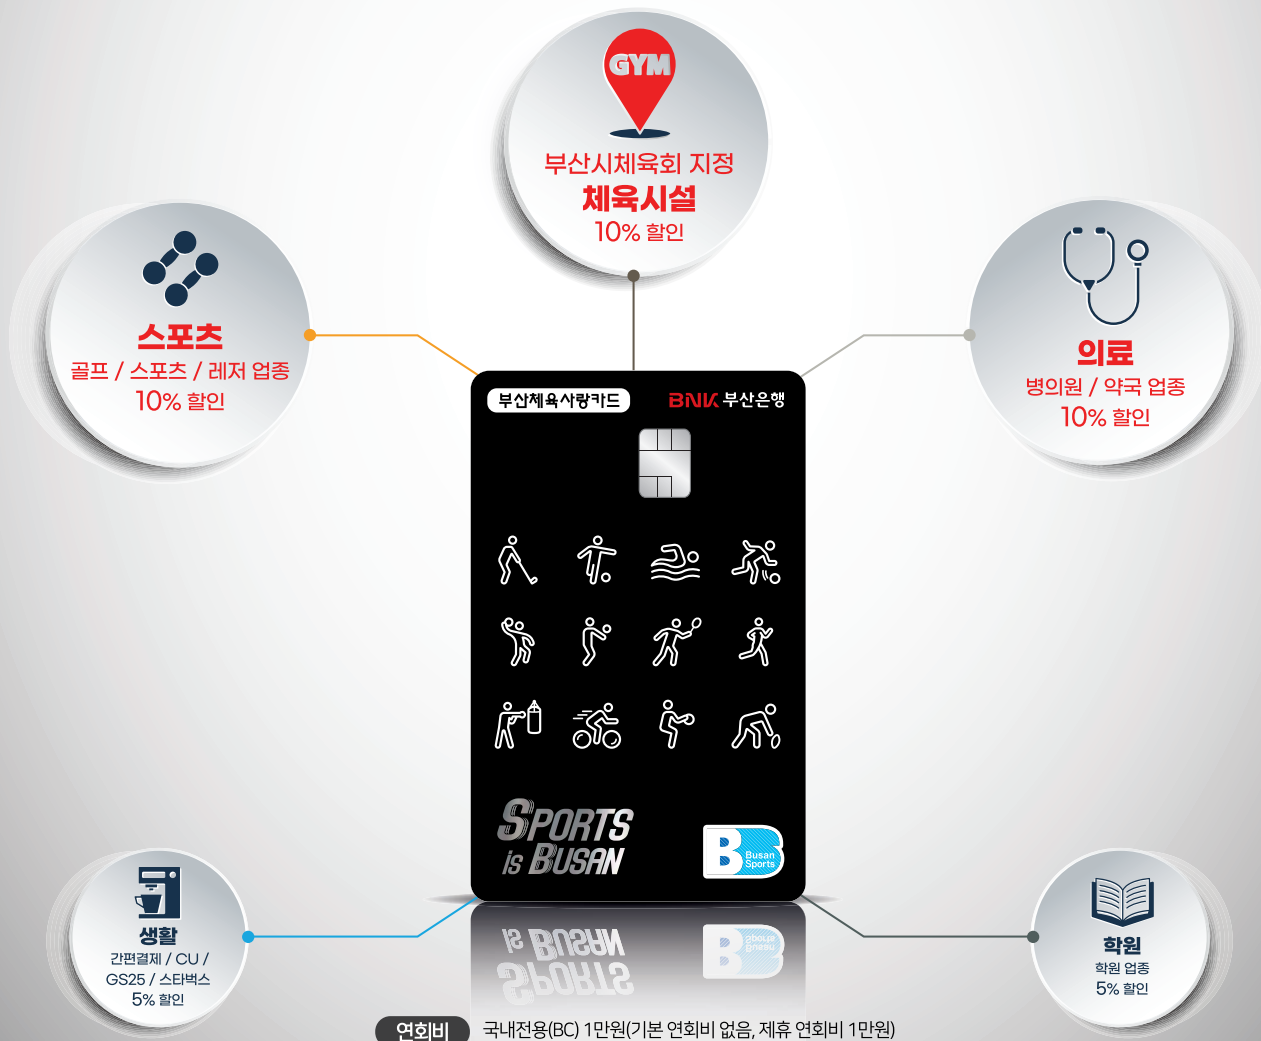 GYM
부산시체육회 지정
체육시설
10% 할인
스포츠
골프 / 스포츠 / 레저 업종
10% 할인
의료
병의원 / 약국 업종
10% 할인
부산체육사랑카드
BNK 부산은행
SPORTS
is BUSAN
B Busan
Sports
생활
간편결제 / CU /
GS25 / 스타벅스
5% 할인
학원
학원 업종
5% 할인
연회비 국내전용(BC) 1만원(기본 연회비 없음, 제휴 연회비 1만원)